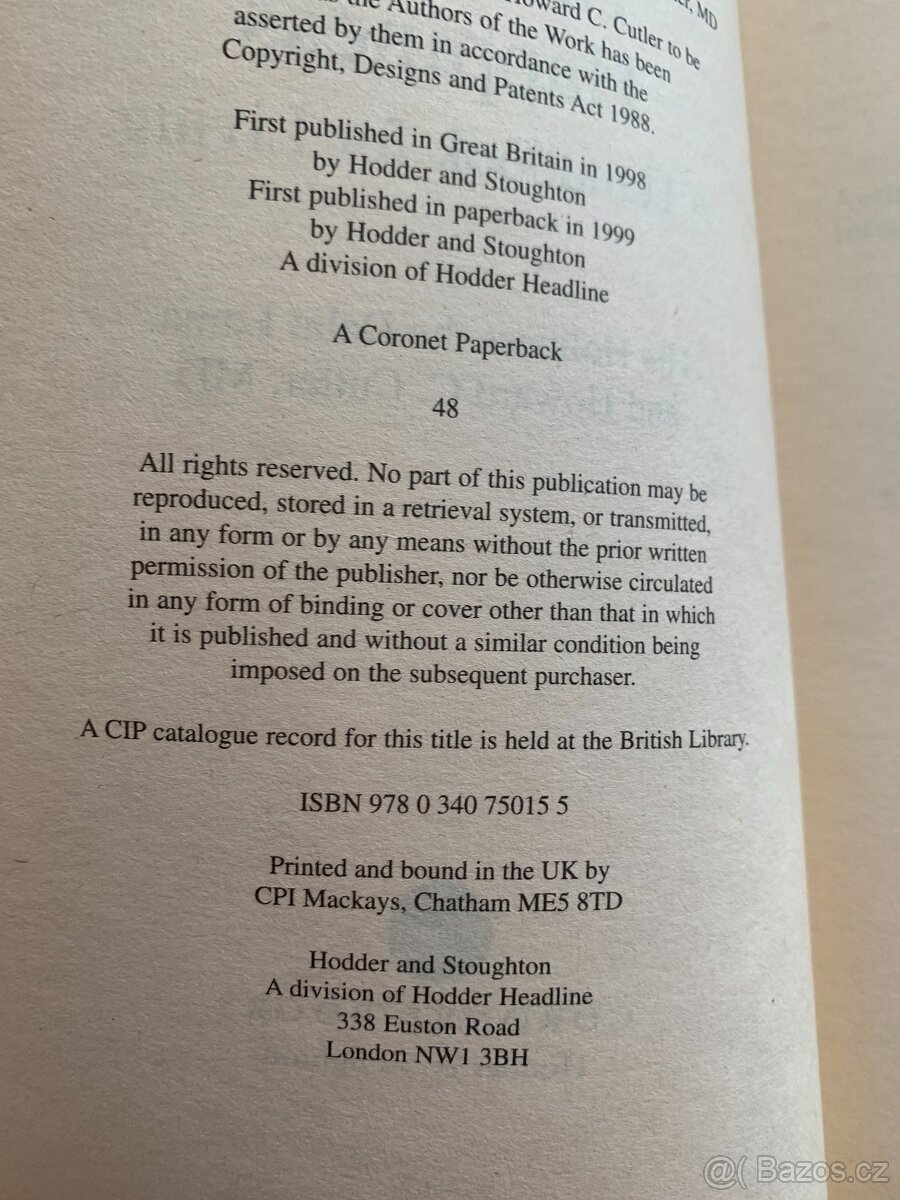 MD
Howard C. Cutler to be
the Authors of the Work has been
asserted by them in accordance with the
Copyright, Designs and Patents Act 1988.
First published in Great Britain in 1998
by Hodder and Stoughton
First published in paperback in 1999
by Hodder and Stoughton
A division of Hodder Headline
A Coronet Paperback
48
All rights reserved. No part of this publication may be
reproduced, stored in a retrieval system, or transmitted,
in any form or by any means without the prior written
permission of the publisher, nor be otherwise circulated
in any form of binding or cover other than that in which
it is published and without a similar condition being
imposed on the subsequent purchaser.
A CIP catalogue record for this title is held at the British Library.
ISBN 978 0 340 75015 5
Printed and bound in the UK by
CPI Mackays, Chatham ME5 8TD
Hodder and Stoughton
A division of Hodder Headline
338 Euston Road
London NW1 3BH
@( Bazos.cz